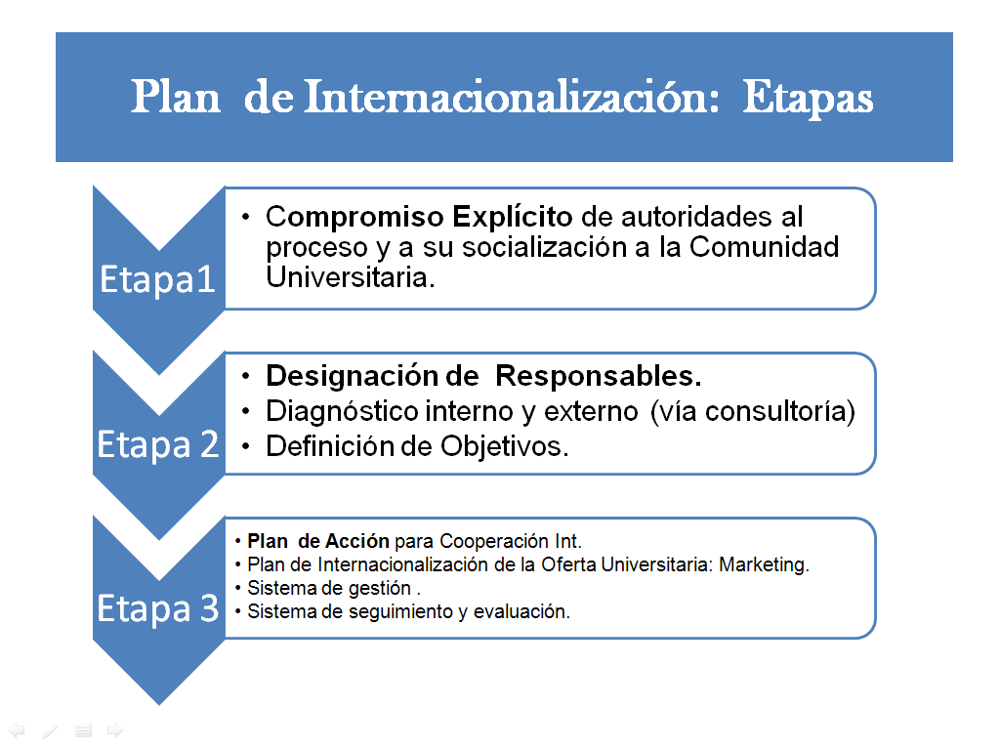 Plan de Internacionalización: Etapas
Etapa1
• Compromiso Explícito de autoridades al
proceso y a su socialización a la Comunidad
Universitaria.
Etapa 2
• Designación de Responsables.
• Diagnóstico interno y externo (vía consultoría)
• Definición de Objetivos.
Etapa 3
• Plan de Acción para Cooperación Int.
• Plan de Internacionalización de la Oferta Universitaria: Marketing.
• Sistema de gestión .
• Sistema de seguimiento y evaluación.